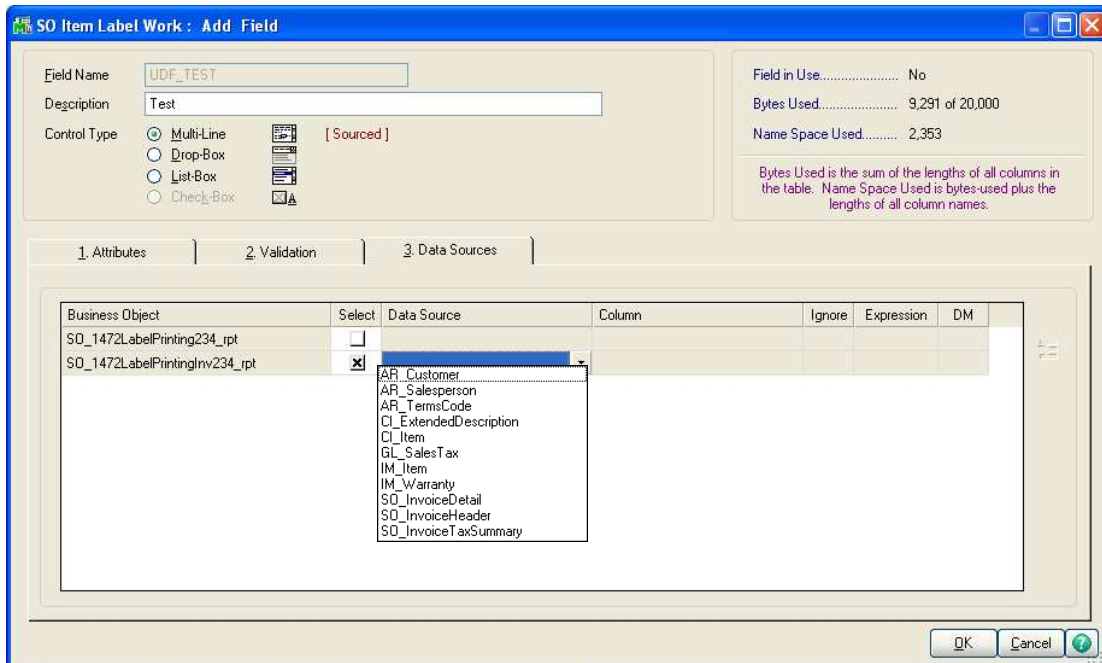 SO Item Label Work : Add Field
Field Name UDF_TEST
Description Test
Control Type Multi-Line [ Sourced ]
Drop-Box
List-Box
Check-Box
Field in Use...................... No
Bytes Used...................... 9,291 of 20,000
Name Space Used.......... 2,353
Bytes Used is the sum of the lengths of all columns in
the table. Name Space Used is bytes-used plus the
lengths of all column names.
1. Attributes 2. Validation 3. Data Sources
Business Object Select Data Source Column Ignore Expression DM
SO_1472LabelPrinting234_rpt
SO_1472LabelPrintingInv234_rpt
AR_Customer
AR_Salesperson
AR_TermsCode
CI_ExtendedDescription
CI_Item
GL_SalesTax
IM_Item
IM_Warranty
SO_InvoiceDetail
SO_InvoiceHeader
SO_InvoiceTaxSummary
OK Cancel